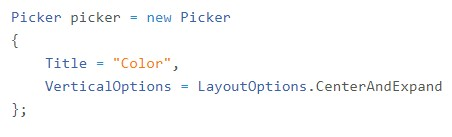 Picker picker = new Picker
{
    Title = "Color",
    VerticalOptions = LayoutOptions.CenterAndExpand
};